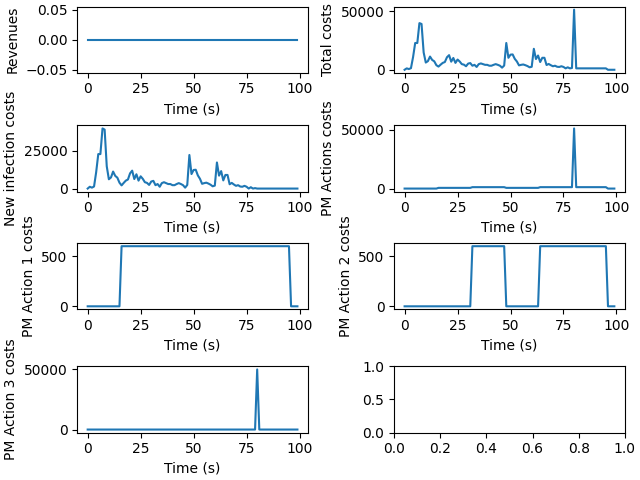 Revenues
0.05
0.00
−0.05
0 25 50 75 100
Time (s)
Total costs
50000
0
0 25 50 75 100
Time (s)
New infection costs
25000
0
0 25 50 75 100
Time (s)
PM Actions costs
50000
0
0 25 50 75 100
Time (s)
PM Action 1 costs
500
0
0 25 50 75 100
Time (s)
PM Action 2 costs
500
0
0 25 50 75 100
Time (s)
PM Action 3 costs
50000
0
0 25 50 75 100
Time (s)
1.0
0.5
0.0
0.0 0.2 0.4 0.6 0.8 1.0